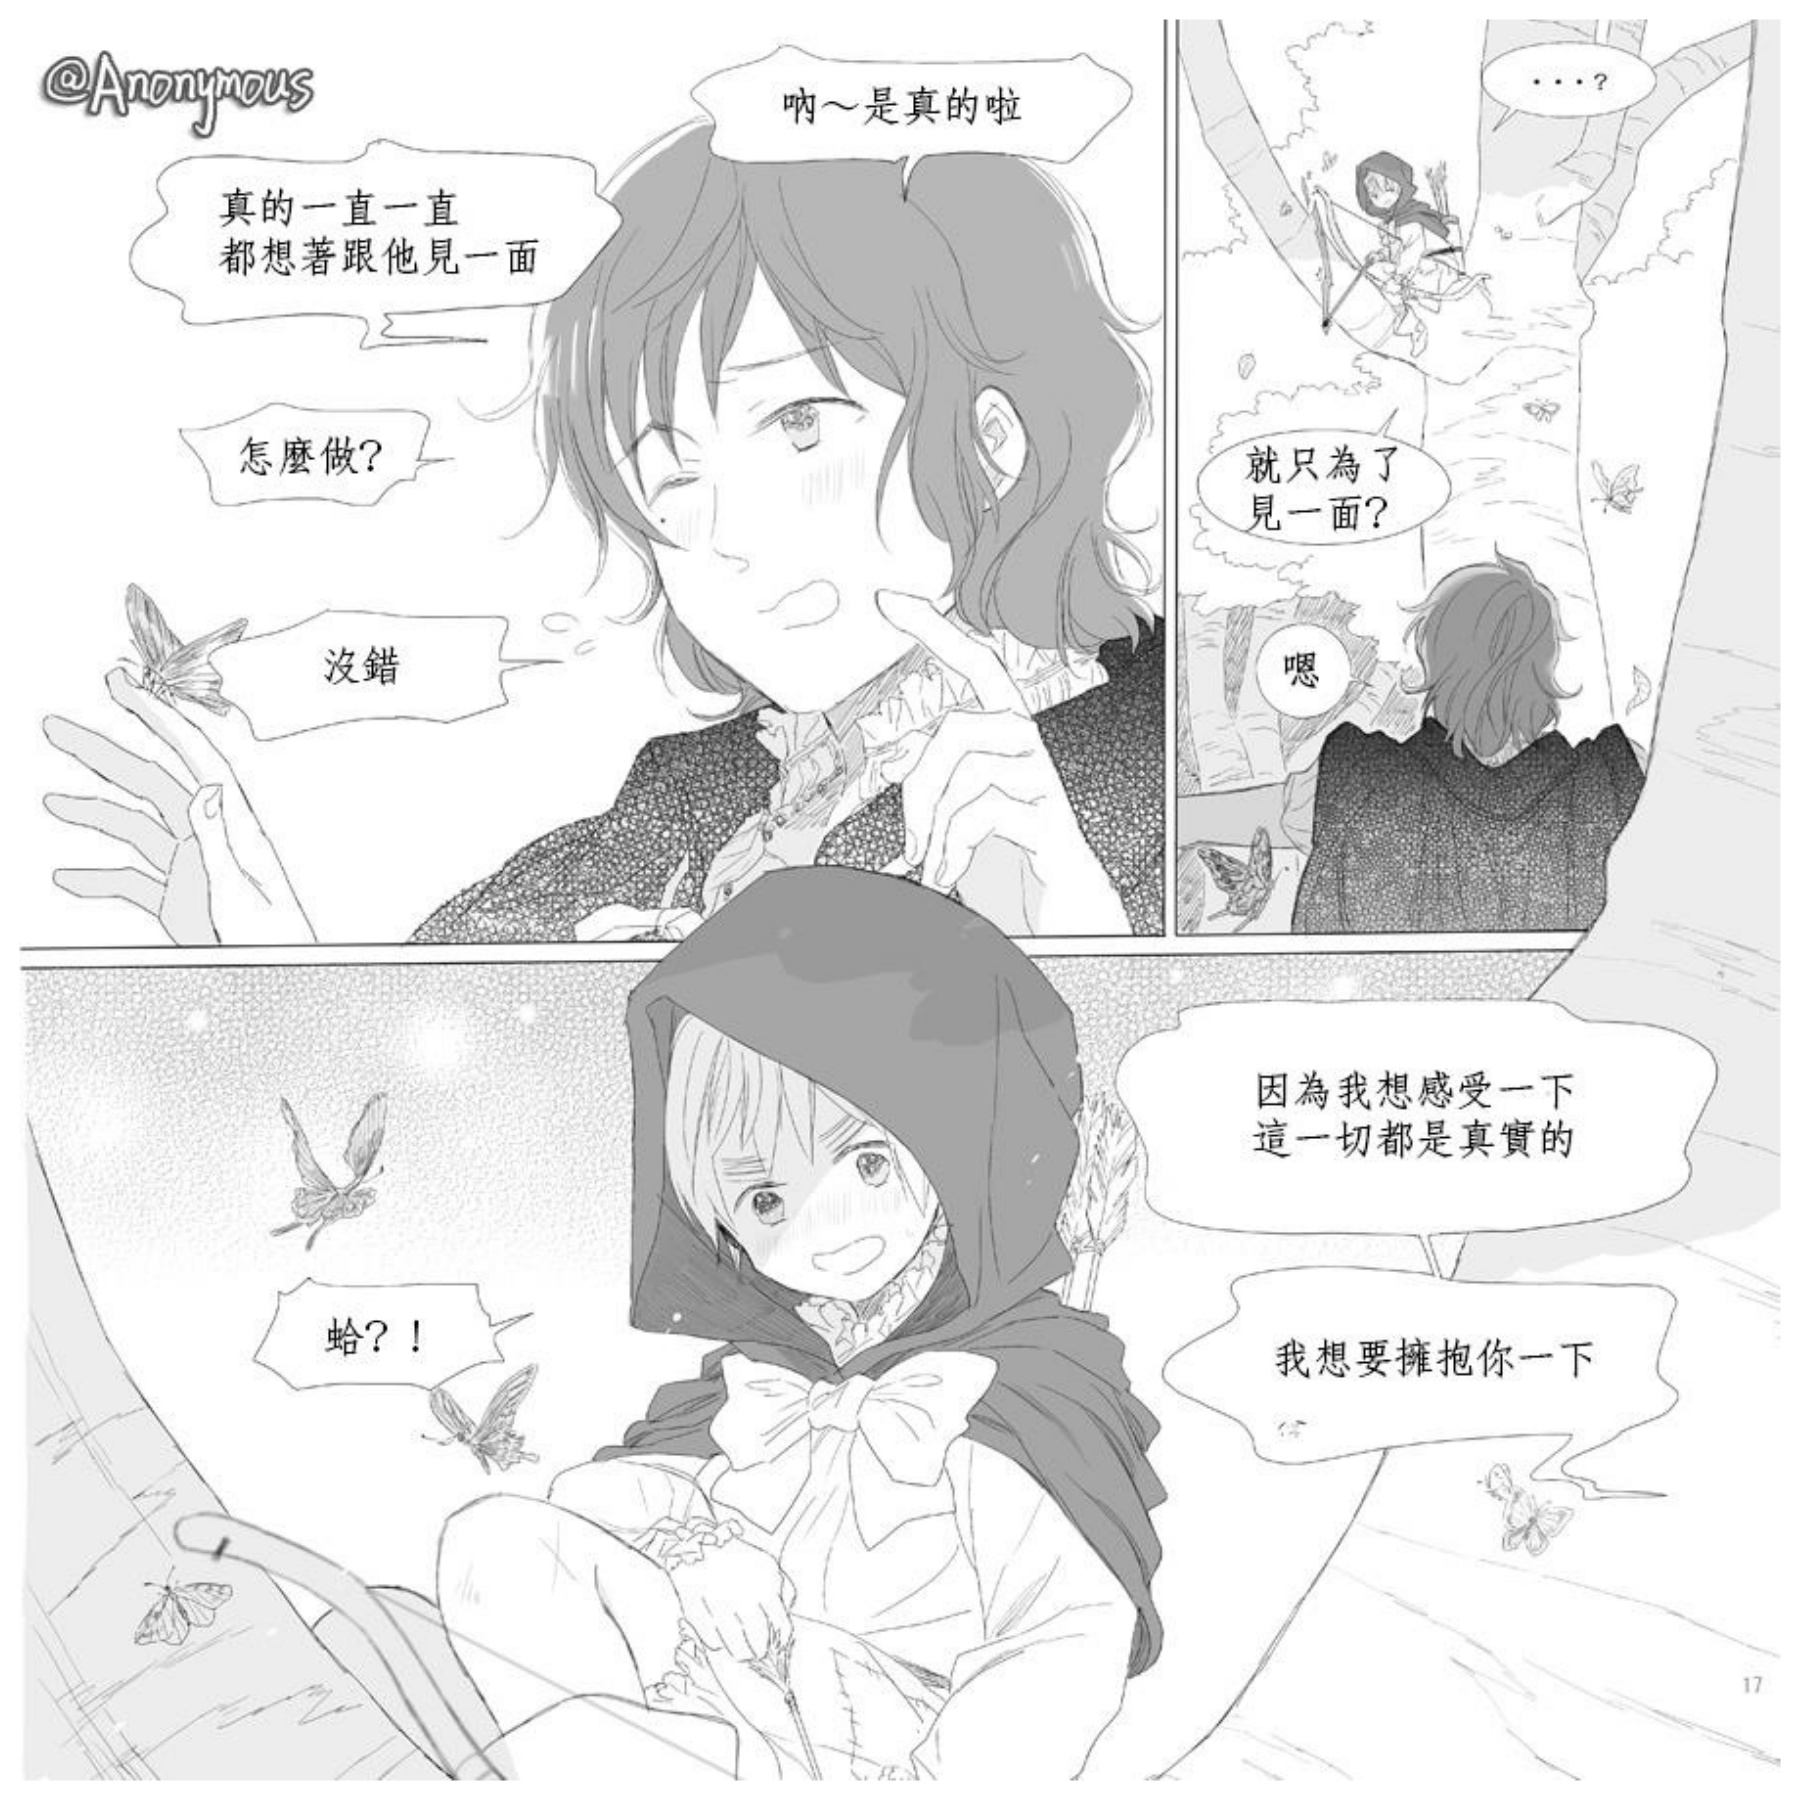 @Anonymous
吶～是真的啦
真的一直一直
都想著跟他見一面
怎麼做?
沒錯
···?
就只為了
見一面?
嗯
因為我想感受一下
這一切都是真實的
我想要擁抱你一下
蛤?!
17